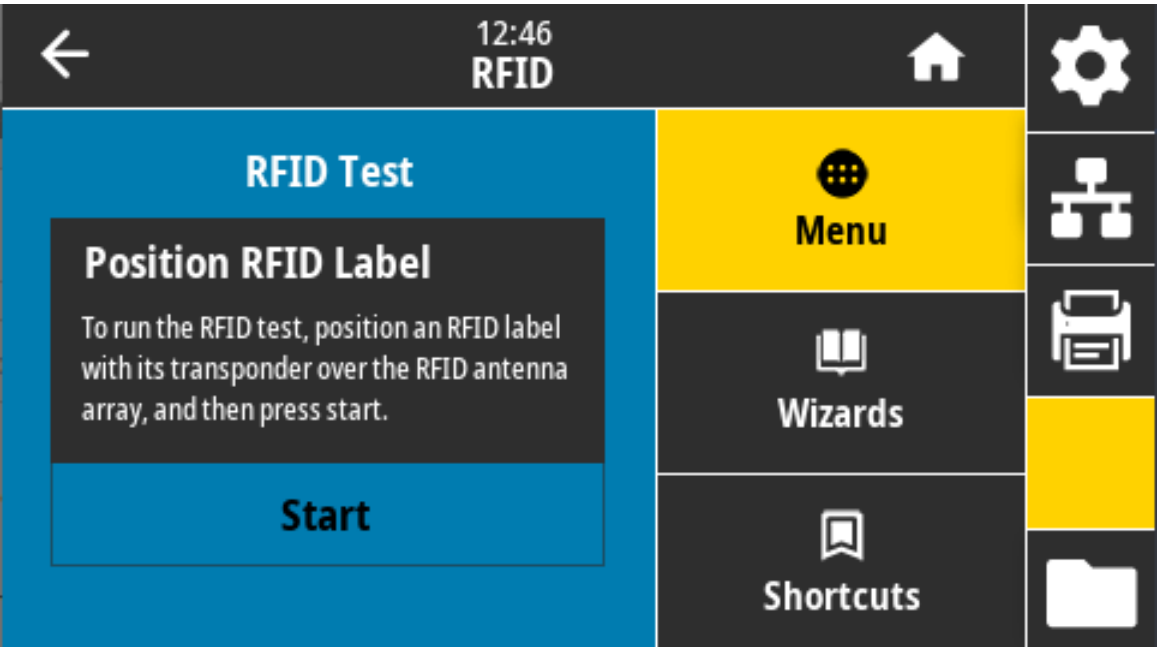 12:46
RFID
RFID Test
Position RFID Label
To run the RFID test, position an RFID label
with its transponder over the RFID antenna
array, and then press start.
Start
Menu
Wizards
Shortcuts